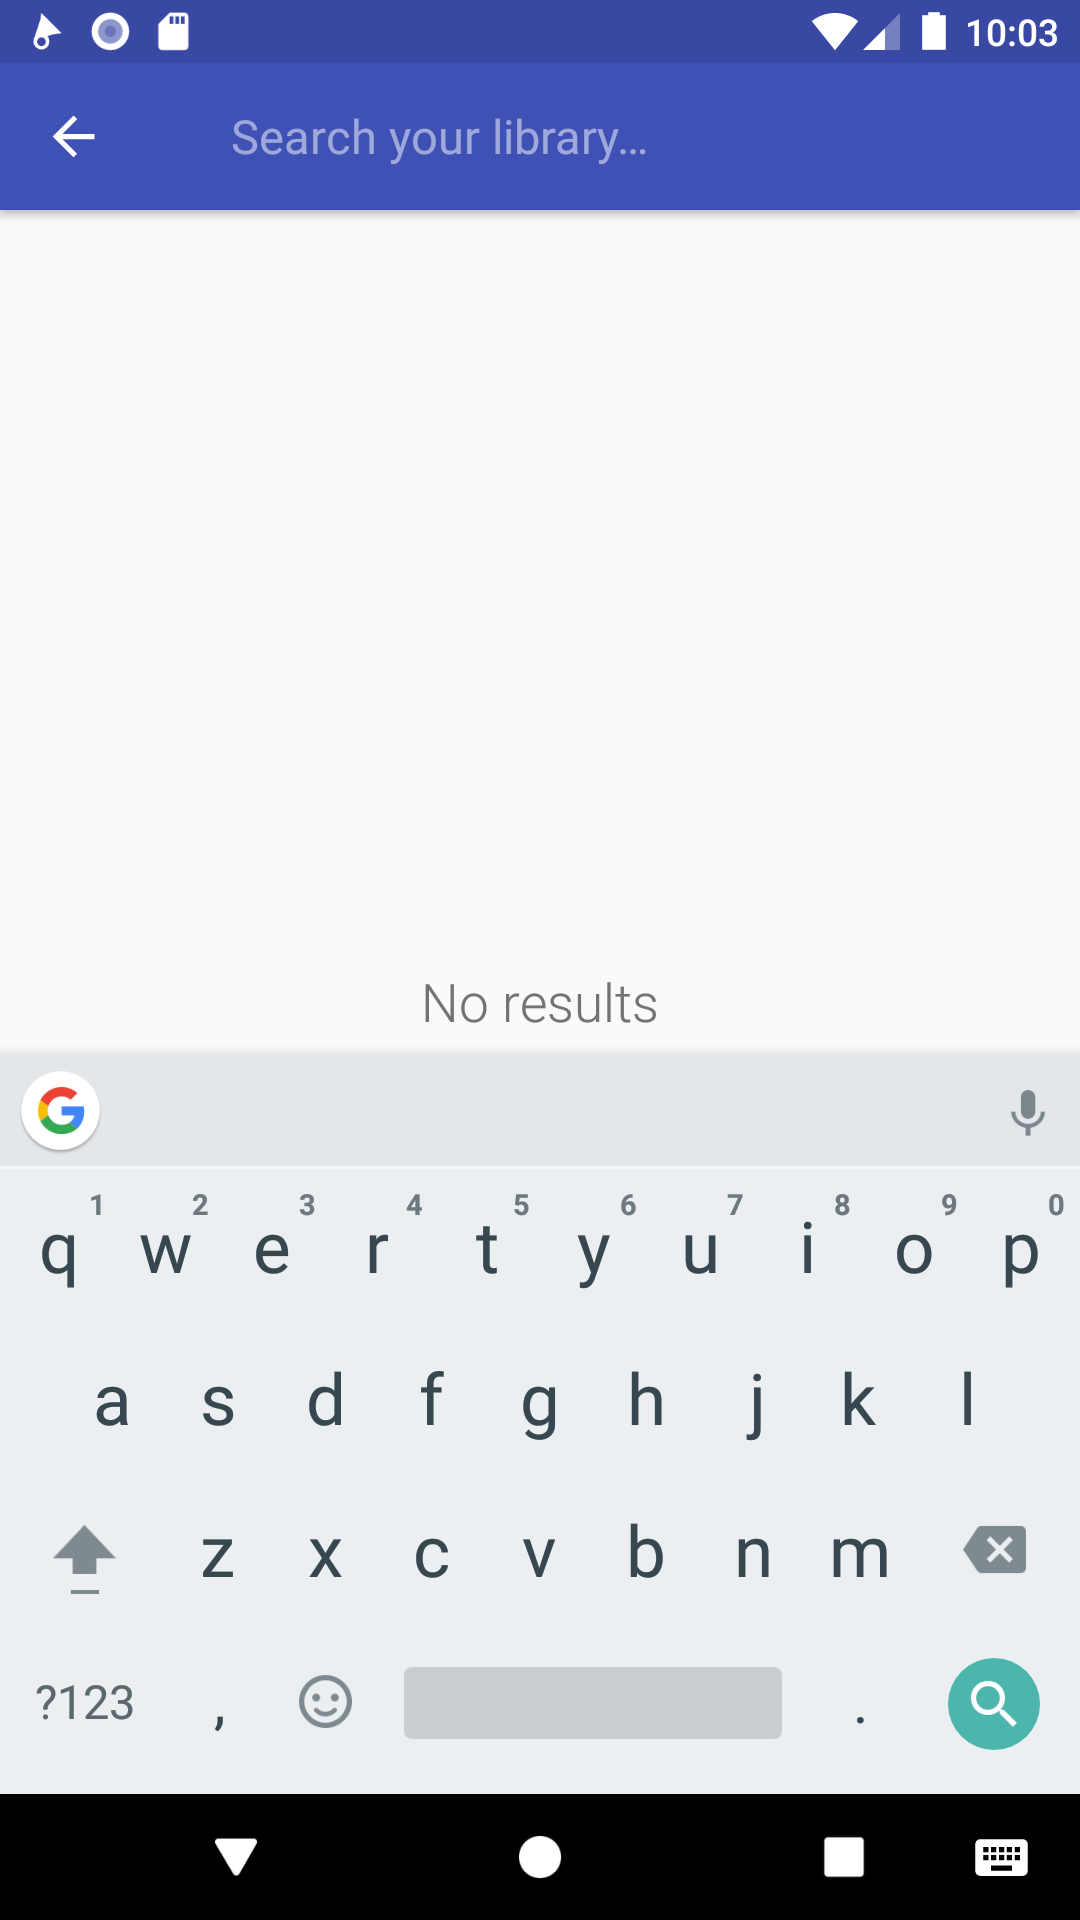 10:03
Search your library...
No results
1 2 3 4 5 6 7 8 9 0
q w e r t y u i o p
a s d f g h j k l
z x c v b n m
?123 , .